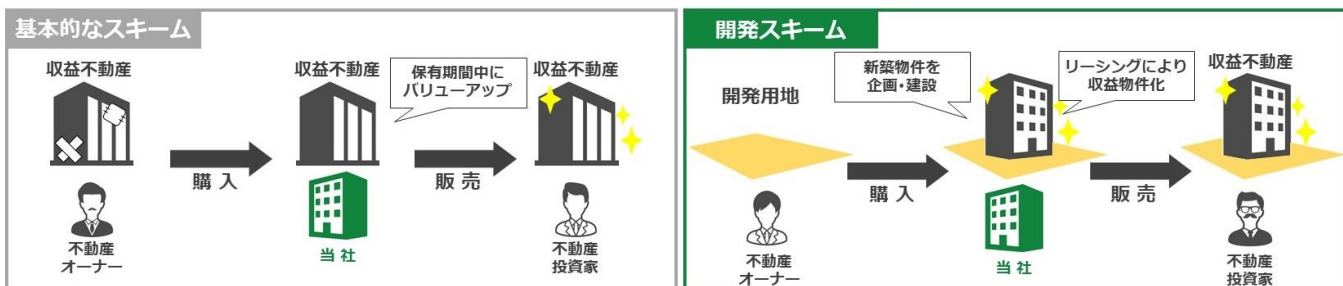 基本的なスキーム
収益不動産
収益不動産
保有期間中に
バリューアップ
収益不動産
購入
販売
不動産
オーナー
当社
不動産
投資家
開発スキーム
開発用地
新築物件を
企画・建設
リーシングにより
収益物件化
収益不動産
購入
販売
不動産
オーナー
当社
不動産
投資家